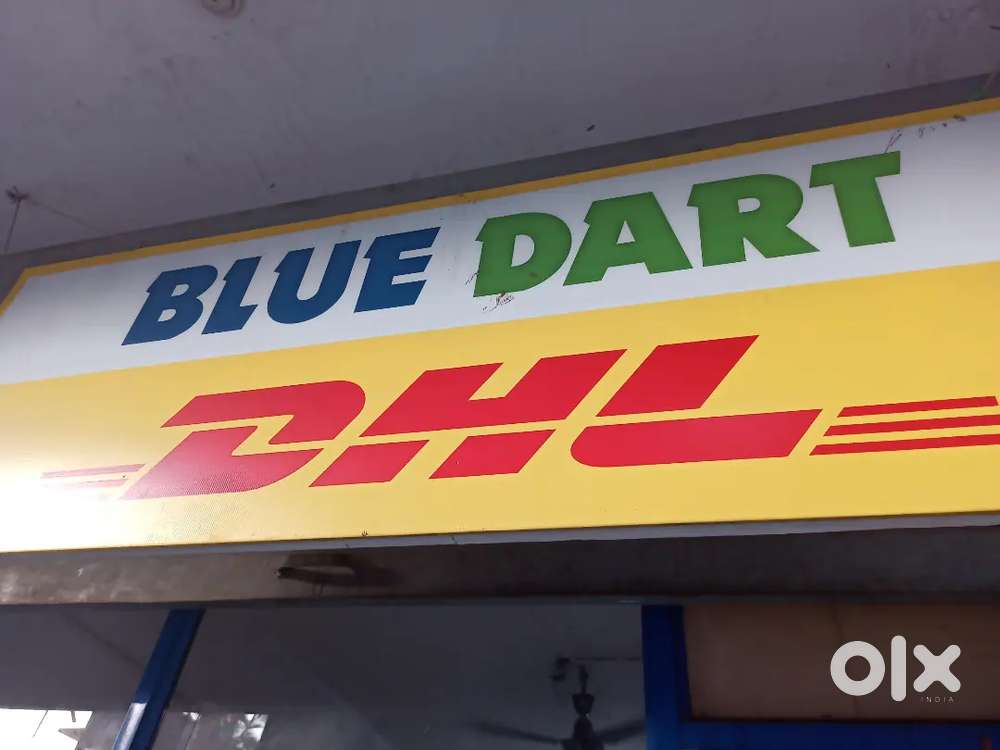 BLUE DART
DHL
olx
INDIA